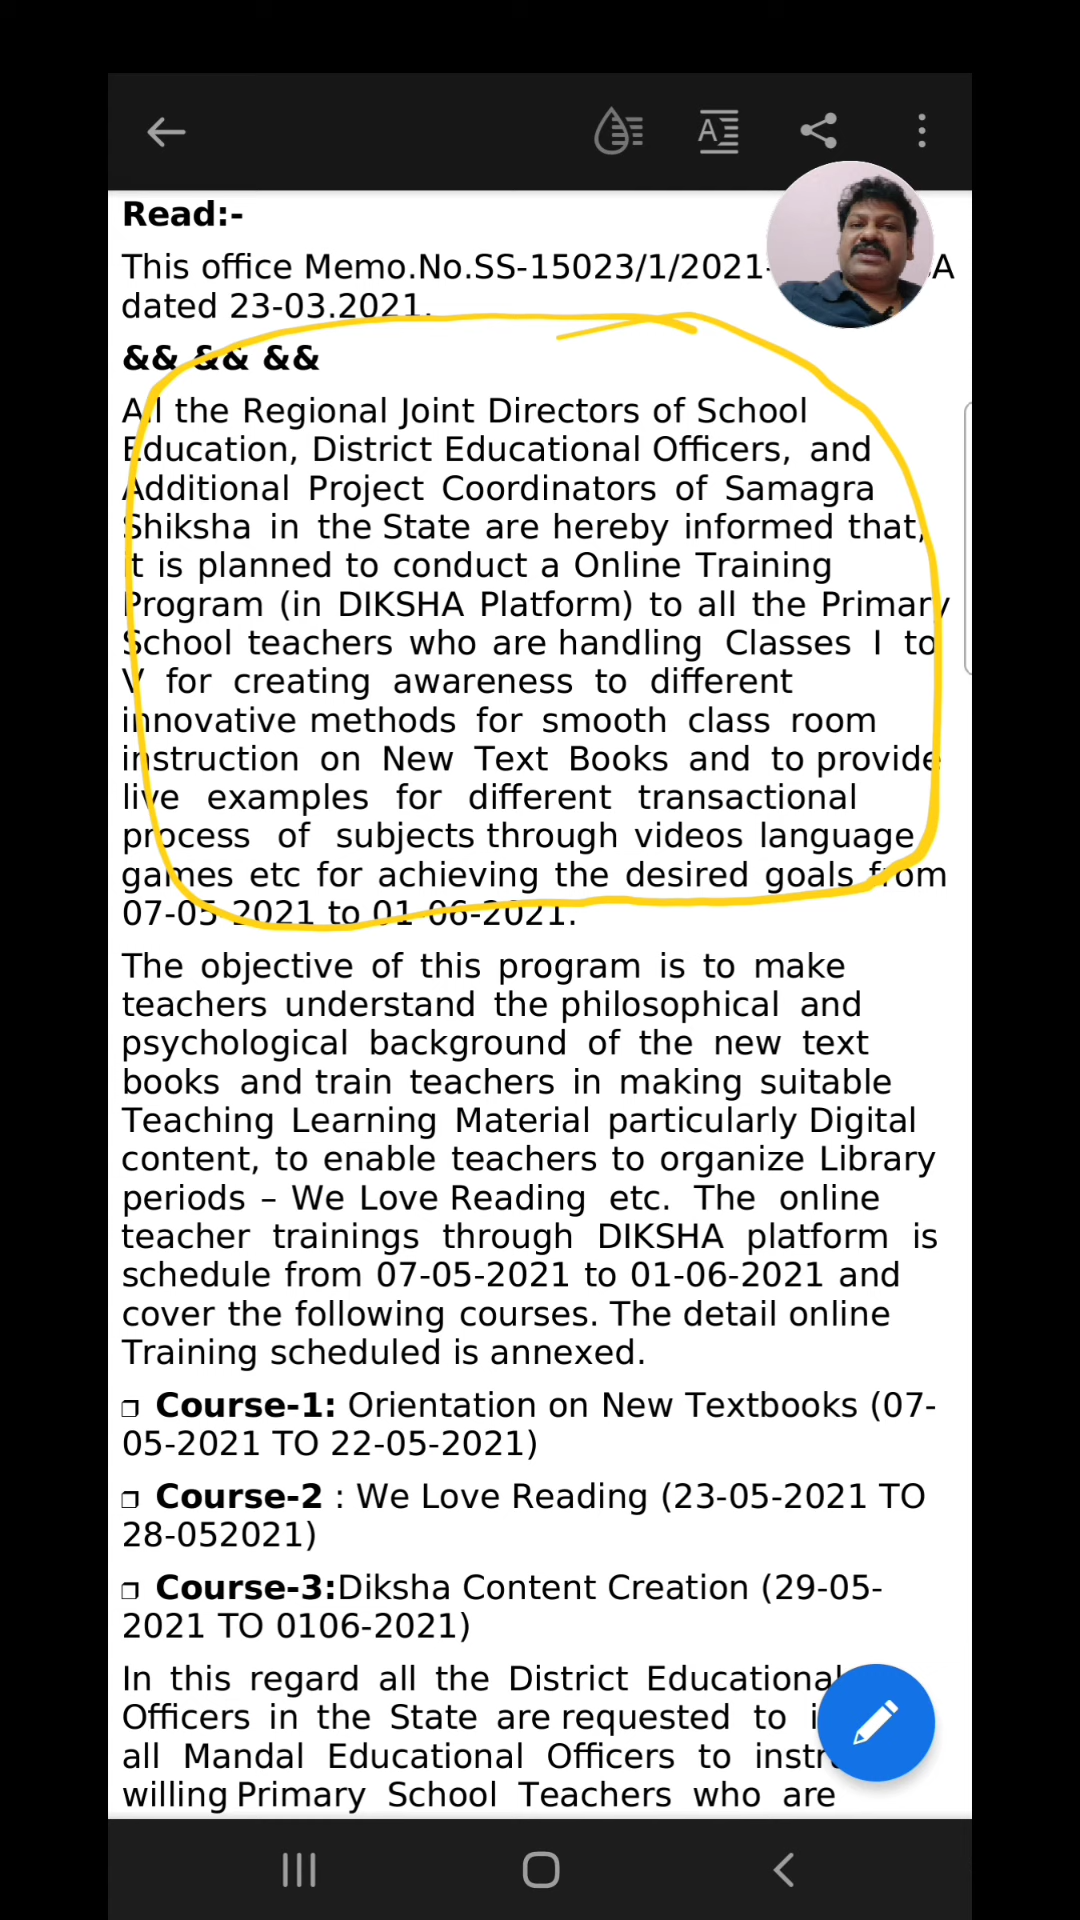 Read:-
This office Memo.No.SS-15023/1/2021- A
dated 23-03.2021.
&& && &&
All the Regional Joint Directors of School
Education, District Educational Officers, and
Additional Project Coordinators of Samagra
Shiksha in the State are hereby informed that,
it is planned to conduct a Online Training
Program (in DIKSHA Platform) to all the Primary
School teachers who are handling Classes I to
V for creating awareness to different
innovative methods for smooth class room
instruction on New Text Books and to provide
live examples for different transactional
process of subjects through videos language
games etc for achieving the desired goals from
07-05-2021 to 01-06-2021.
The objective of this program is to make
teachers understand the philosophical and
psychological background of the new text
books and train teachers in making suitable
Teaching Learning Material particularly Digital
content, to enable teachers to organize Library
periods – We Love Reading etc. The online
teacher trainings through DIKSHA platform is
schedule from 07-05-2021 to 01-06-2021 and
cover the following courses. The detail online
Training scheduled is annexed.
❐ Course-1: Orientation on New Textbooks (07-
05-2021 TO 22-05-2021)
❐ Course-2 : We Love Reading (23-05-2021 TO
28-052021)
❐ Course-3:Diksha Content Creation (29-05-
2021 TO 0106-2021)
In this regard all the District Educational
Officers in the State are requested to
all Mandal Educational Officers to
willing Primary School Teachers who are